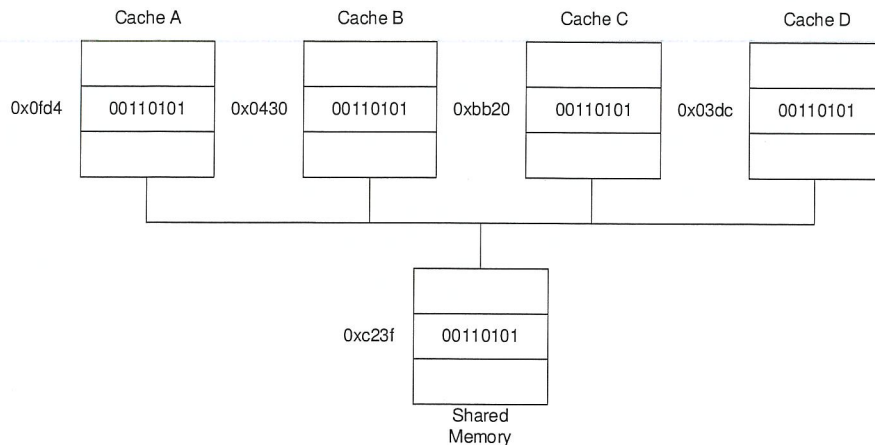 Cache A
Cache B
Cache C
Cache D
0x0fd4
00110101
0x0430
00110101
0xbb20
00110101
0x03dc
00110101
0xc23f
00110101
Shared
Memory